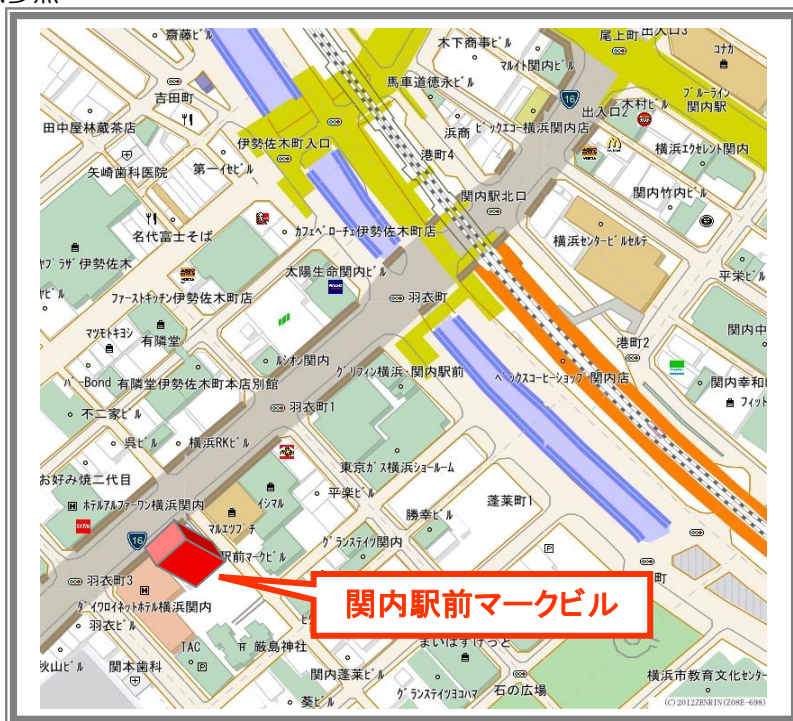 齋藤ビル
木下商事ビル
尾上町
出入口3
コナカ
マルイト関内ビル
馬車道徳永ビル
吉田町
16
ブルーライン
関内駅
木村ビル
出入口2
田中屋林蔵茶店
伊勢佐木町入口
浜商
ビックエコー横浜関内店
港町4
横浜エクセレント関内
矢崎歯科医院
第一イセビル
関内駅北口
関内竹内ビル
名代富士そば
カフェベローチェ伊勢佐木町店
横浜センタービルセルテ
ヤプラザ伊勢佐木
太陽生命関内ビル
平栄ビル
ファーストキッチン伊勢佐木町店
羽衣町
マツモトキヨシ
有隣堂
港町2
関内中
ルシオン関内
グリフィン横浜・関内駅前
バーBond
有隣堂伊勢佐木町本店別館
ベックスコーヒーショップ関内店
関内幸和
不二家ビル
羽衣町1
フィット
呉ビル
横浜RKビル
東京ガス横浜ショールーム
お好み焼二代目
イシマル
平楽ビル
蓬莱町1
ホテルアルファーワン横浜関内
マルエツプチ
勝幸ビル
16
駅前マークビル
グランステイツ関内
P
羽衣町3
関内駅前マークビル
町
ダイワロイネットホテル横浜関内
羽衣ビル
TAC
厳島神社
まいばすけっと
秋山ビル
関本歯科
P
関内蓬莱ビル
横浜市教育文化センター
葵ビル
グランステイツヨコハマ
石の広場
(C) 2012ZENRIN(Z08E-698)